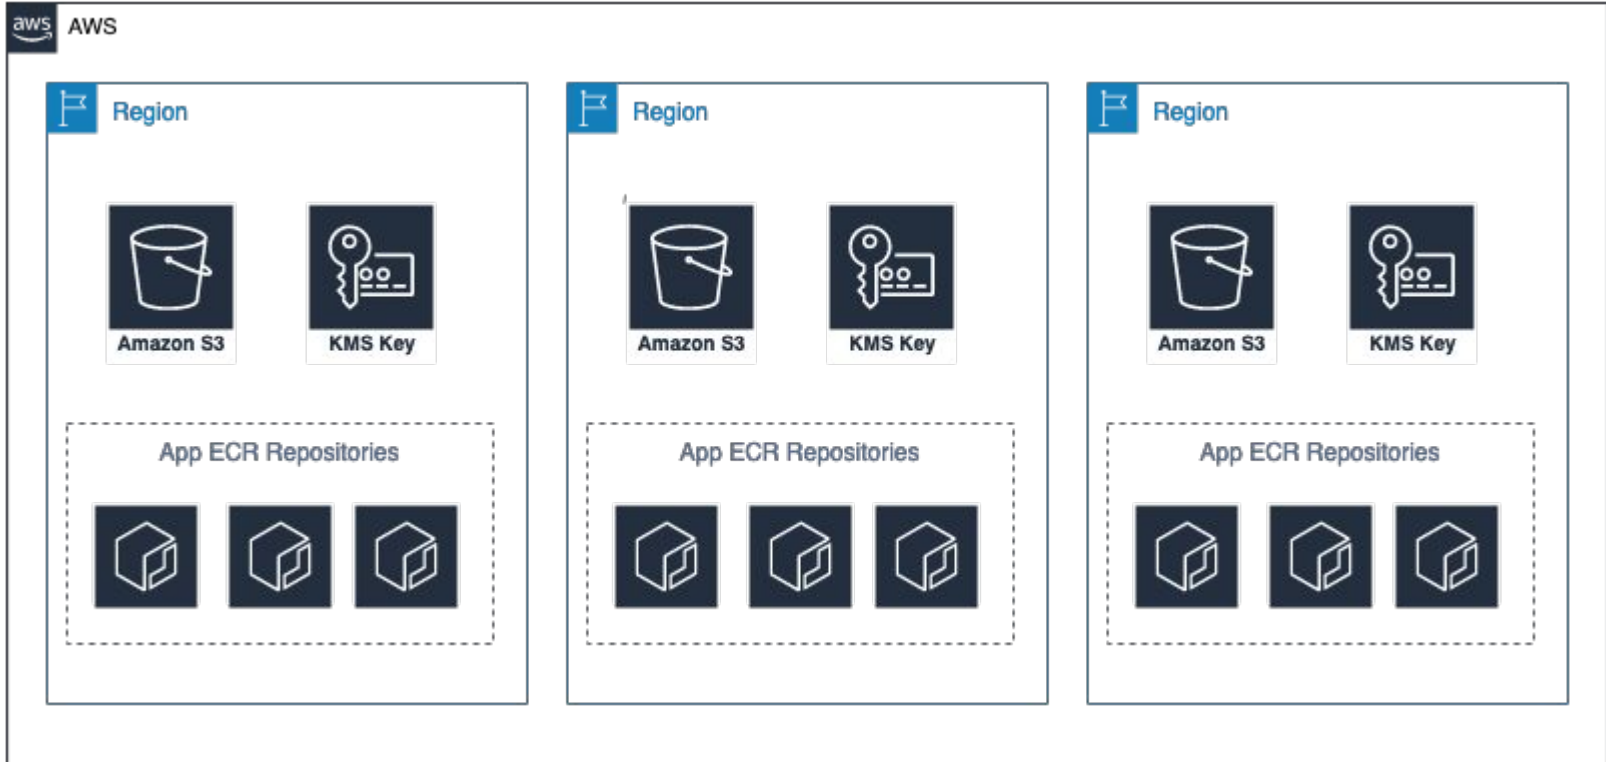 aws AWS
Region
Amazon S3 KMS Key
App ECR Repositories
Region
Amazon S3 KMS Key
App ECR Repositories
Region
Amazon S3 KMS Key
App ECR Repositories